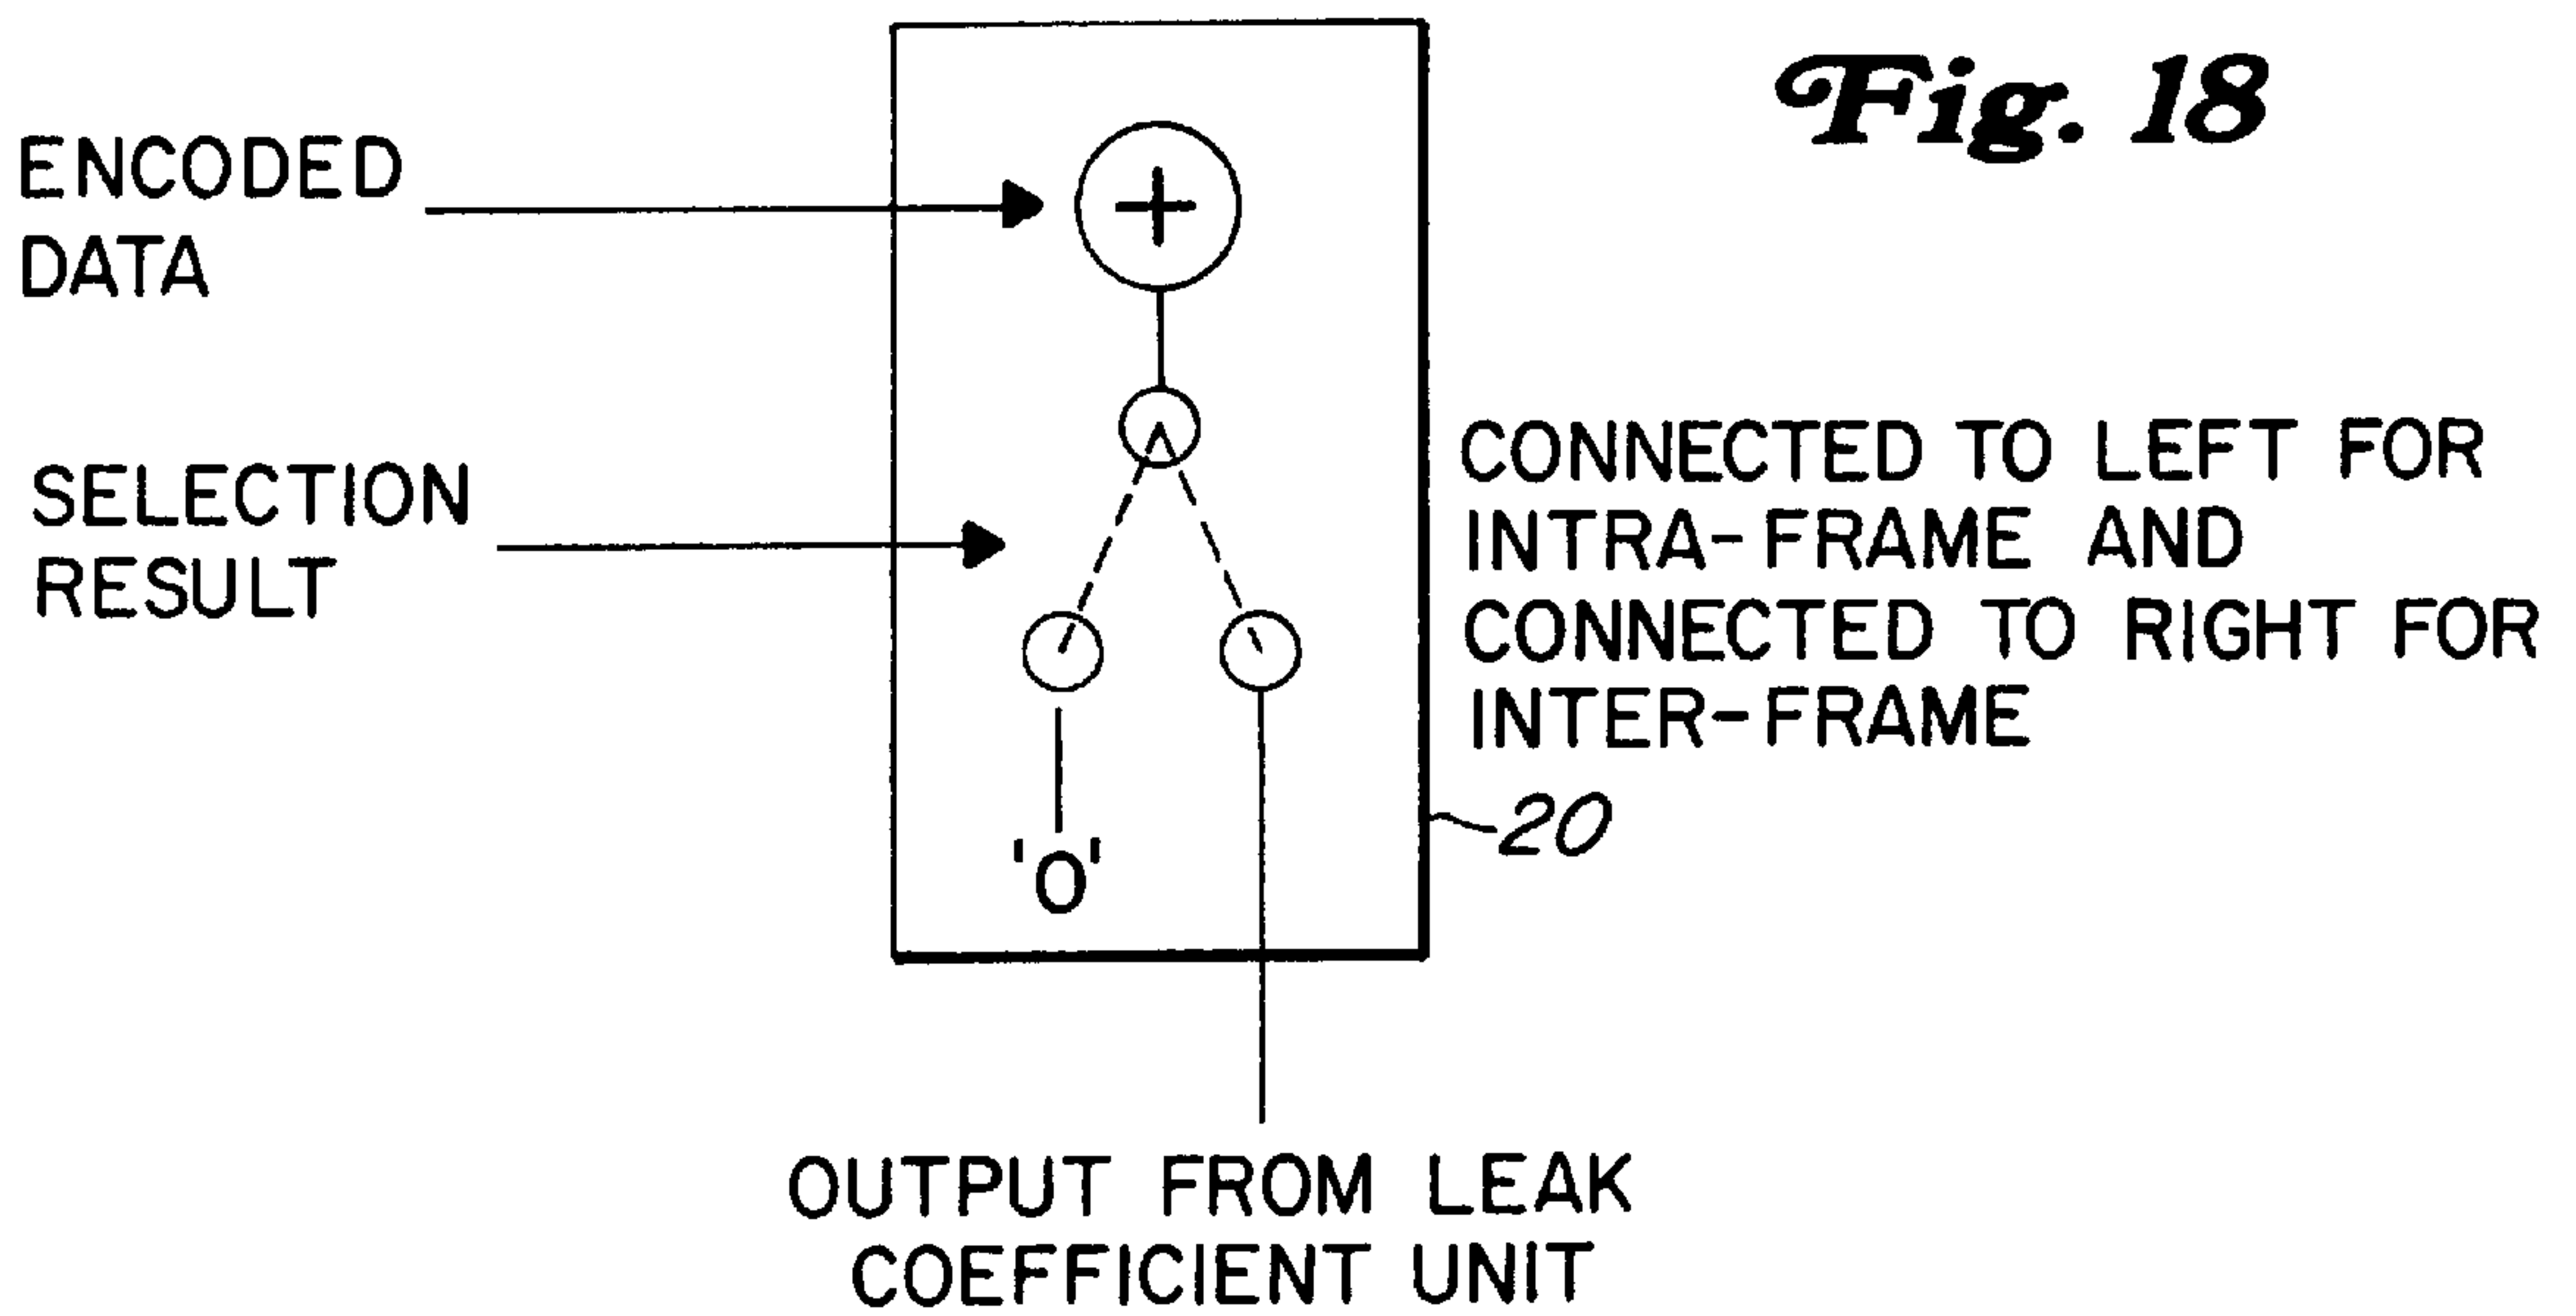 Fig. 18
ENCODED
DATA
SELECTION
RESULT
CONNECTED TO LEFT FOR
INTRA-FRAME AND
CONNECTED TO RIGHT FOR
INTER-FRAME
20
+
'0'
OUTPUT FROM LEAK
COEFFICIENT UNIT